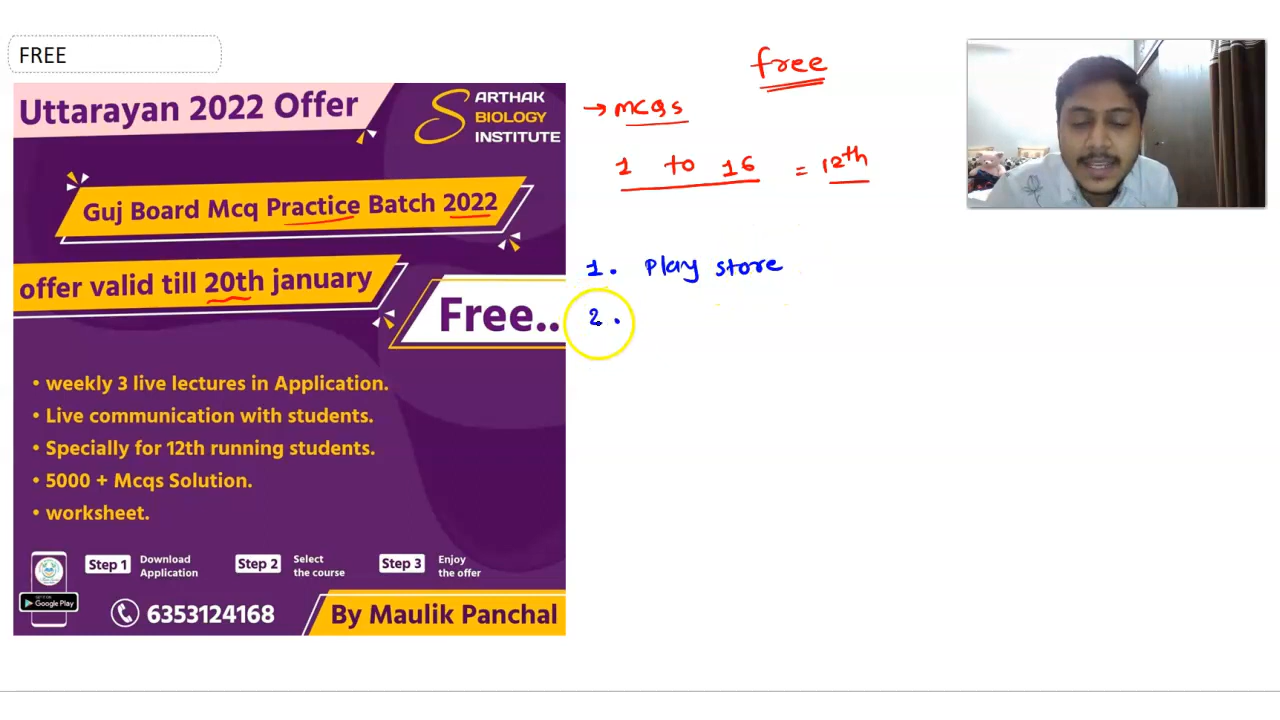 FREE
Uttarayan 2022 Offer
SARTHAK
BIOLOGY
INSTITUTE
Guj Board Mcq Practice Batch 2022
offer valid till 20th january
Free..
• weekly 3 live lectures in Application.
• Live communication with students.
• Specially for 12th running students.
• 5000 + Mcqs Solution.
• worksheet.
Step 1 Download Application
Step 2 Select the course
Step 3 Enjoy the offer
Google Play
6353124168
By Maulik Panchal
free
→ MCQs
1 to 16 = 12th
1. Play store
2.